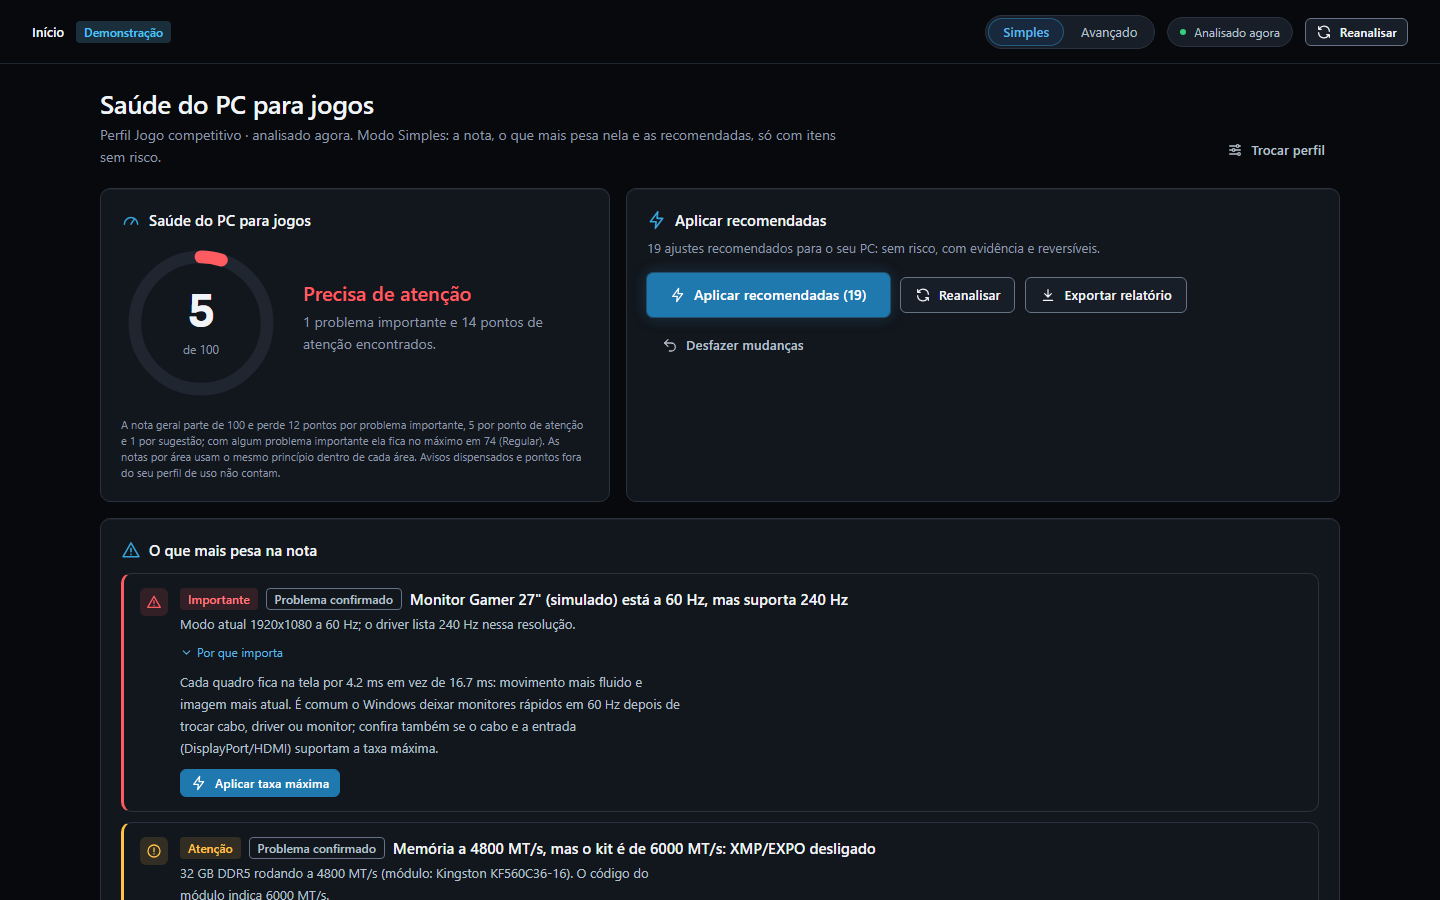 Início
Demonstração
Simples
Avançado
Analisado agora
Reanalisar
Saúde do PC para jogos
Perfil Jogo competitivo · analisado agora. Modo Simples: a nota, o que mais pesa nela e as recomendadas, só com itens
sem risco.
Trocar perfil
Saúde do PC para jogos
5
de 100
Precisa de atenção
1 problema importante e 14 pontos de
atenção encontrados.
A nota geral parte de 100 e perde 12 pontos por problema importante, 5 por ponto de atenção
e 1 por sugestão; com algum problema importante ela fica no máximo em 74 (Regular). As
notas por área usam o mesmo princípio dentro de cada área. Avisos dispensados e pontos fora
do seu perfil de uso não contam.
Aplicar recomendadas
19 ajustes recomendados para o seu PC: sem risco, com evidência e reversíveis.
Aplicar recomendadas (19)
Reanalisar
Exportar relatório
Desfazer mudanças
O que mais pesa na nota
Importante
Problema confirmado
Monitor Gamer 27" (simulado) está a 60 Hz, mas suporta 240 Hz
Modo atual 1920x1080 a 60 Hz; o driver lista 240 Hz nessa resolução.
Por que importa
Cada quadro fica na tela por 4.2 ms em vez de 16.7 ms: movimento mais fluido e
imagem mais atual. É comum o Windows deixar monitores rápidos em 60 Hz depois de
trocar cabo, driver ou monitor; confira também se o cabo e a entrada
(DisplayPort/HDMI) suportam a taxa máxima.
Aplicar taxa máxima
Atenção
Problema confirmado
Memória a 4800 MT/s, mas o kit é de 6000 MT/s: XMP/EXPO desligado
32 GB DDR5 rodando a 4800 MT/s (módulo: Kingston KF560C36-16). O código do
módulo indica 6000 MT/s.